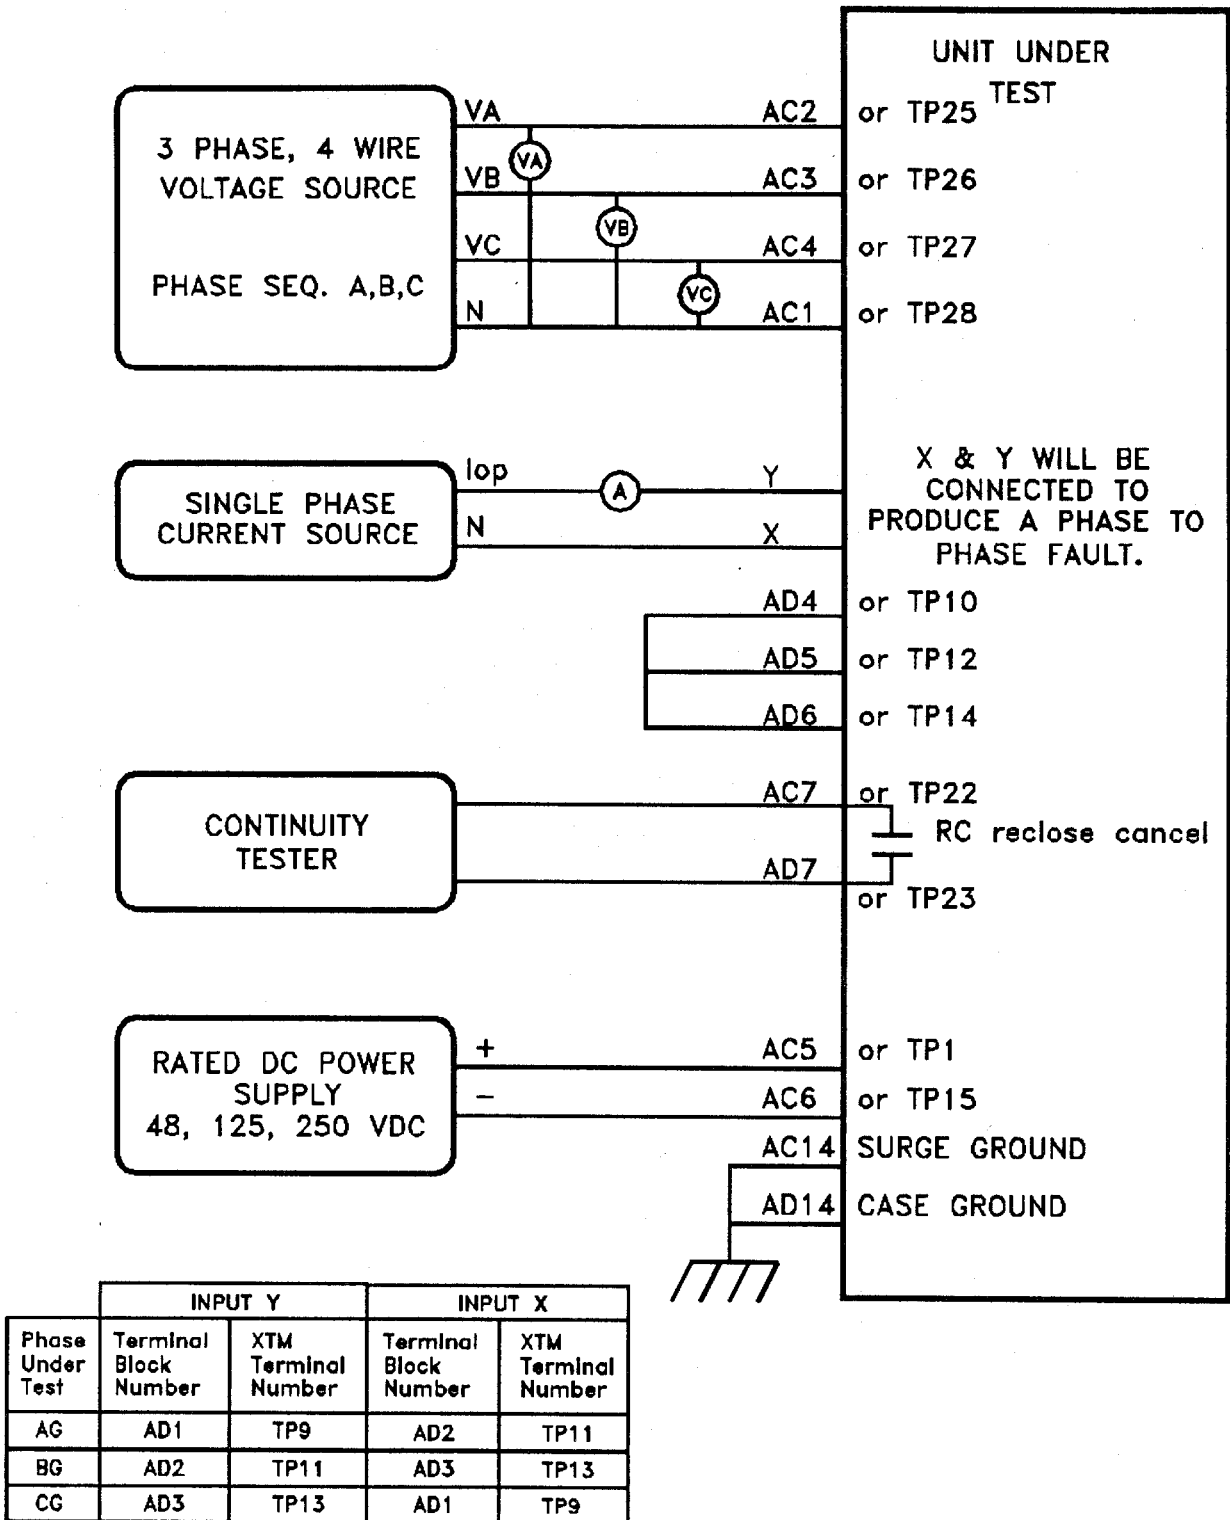 UNIT UNDER
TEST
3 PHASE, 4 WIRE
VOLTAGE SOURCE
PHASE SEQ. A,B,C
VA
AC2
or TP25
VA
VB
AC3
or TP26
VB
VC
AC4
or TP27
VC
N
AC1
or TP28
SINGLE PHASE
CURRENT SOURCE
Iop
A
Y
N
X
X & Y WILL BE
CONNECTED TO
PRODUCE A PHASE TO
PHASE FAULT.
AD4
or TP10
AD5
or TP12
AD6
or TP14
CONTINUITY
TESTER
AC7
or TP22
RC reclose cancel
AD7
or TP23
RATED DC POWER
SUPPLY
48, 125, 250 VDC
+
AC5
or TP1
−
AC6
or TP15
AC14
SURGE GROUND
AD14
CASE GROUND
INPUT Y INPUT X
Phase Terminal XTM Terminal XTM
Under Block Terminal Block Terminal
Test Number Number Number Number
AG AD1 TP9 AD2 TP11
BG AD2 TP11 AD3 TP13
CG AD3 TP13 AD1 TP9